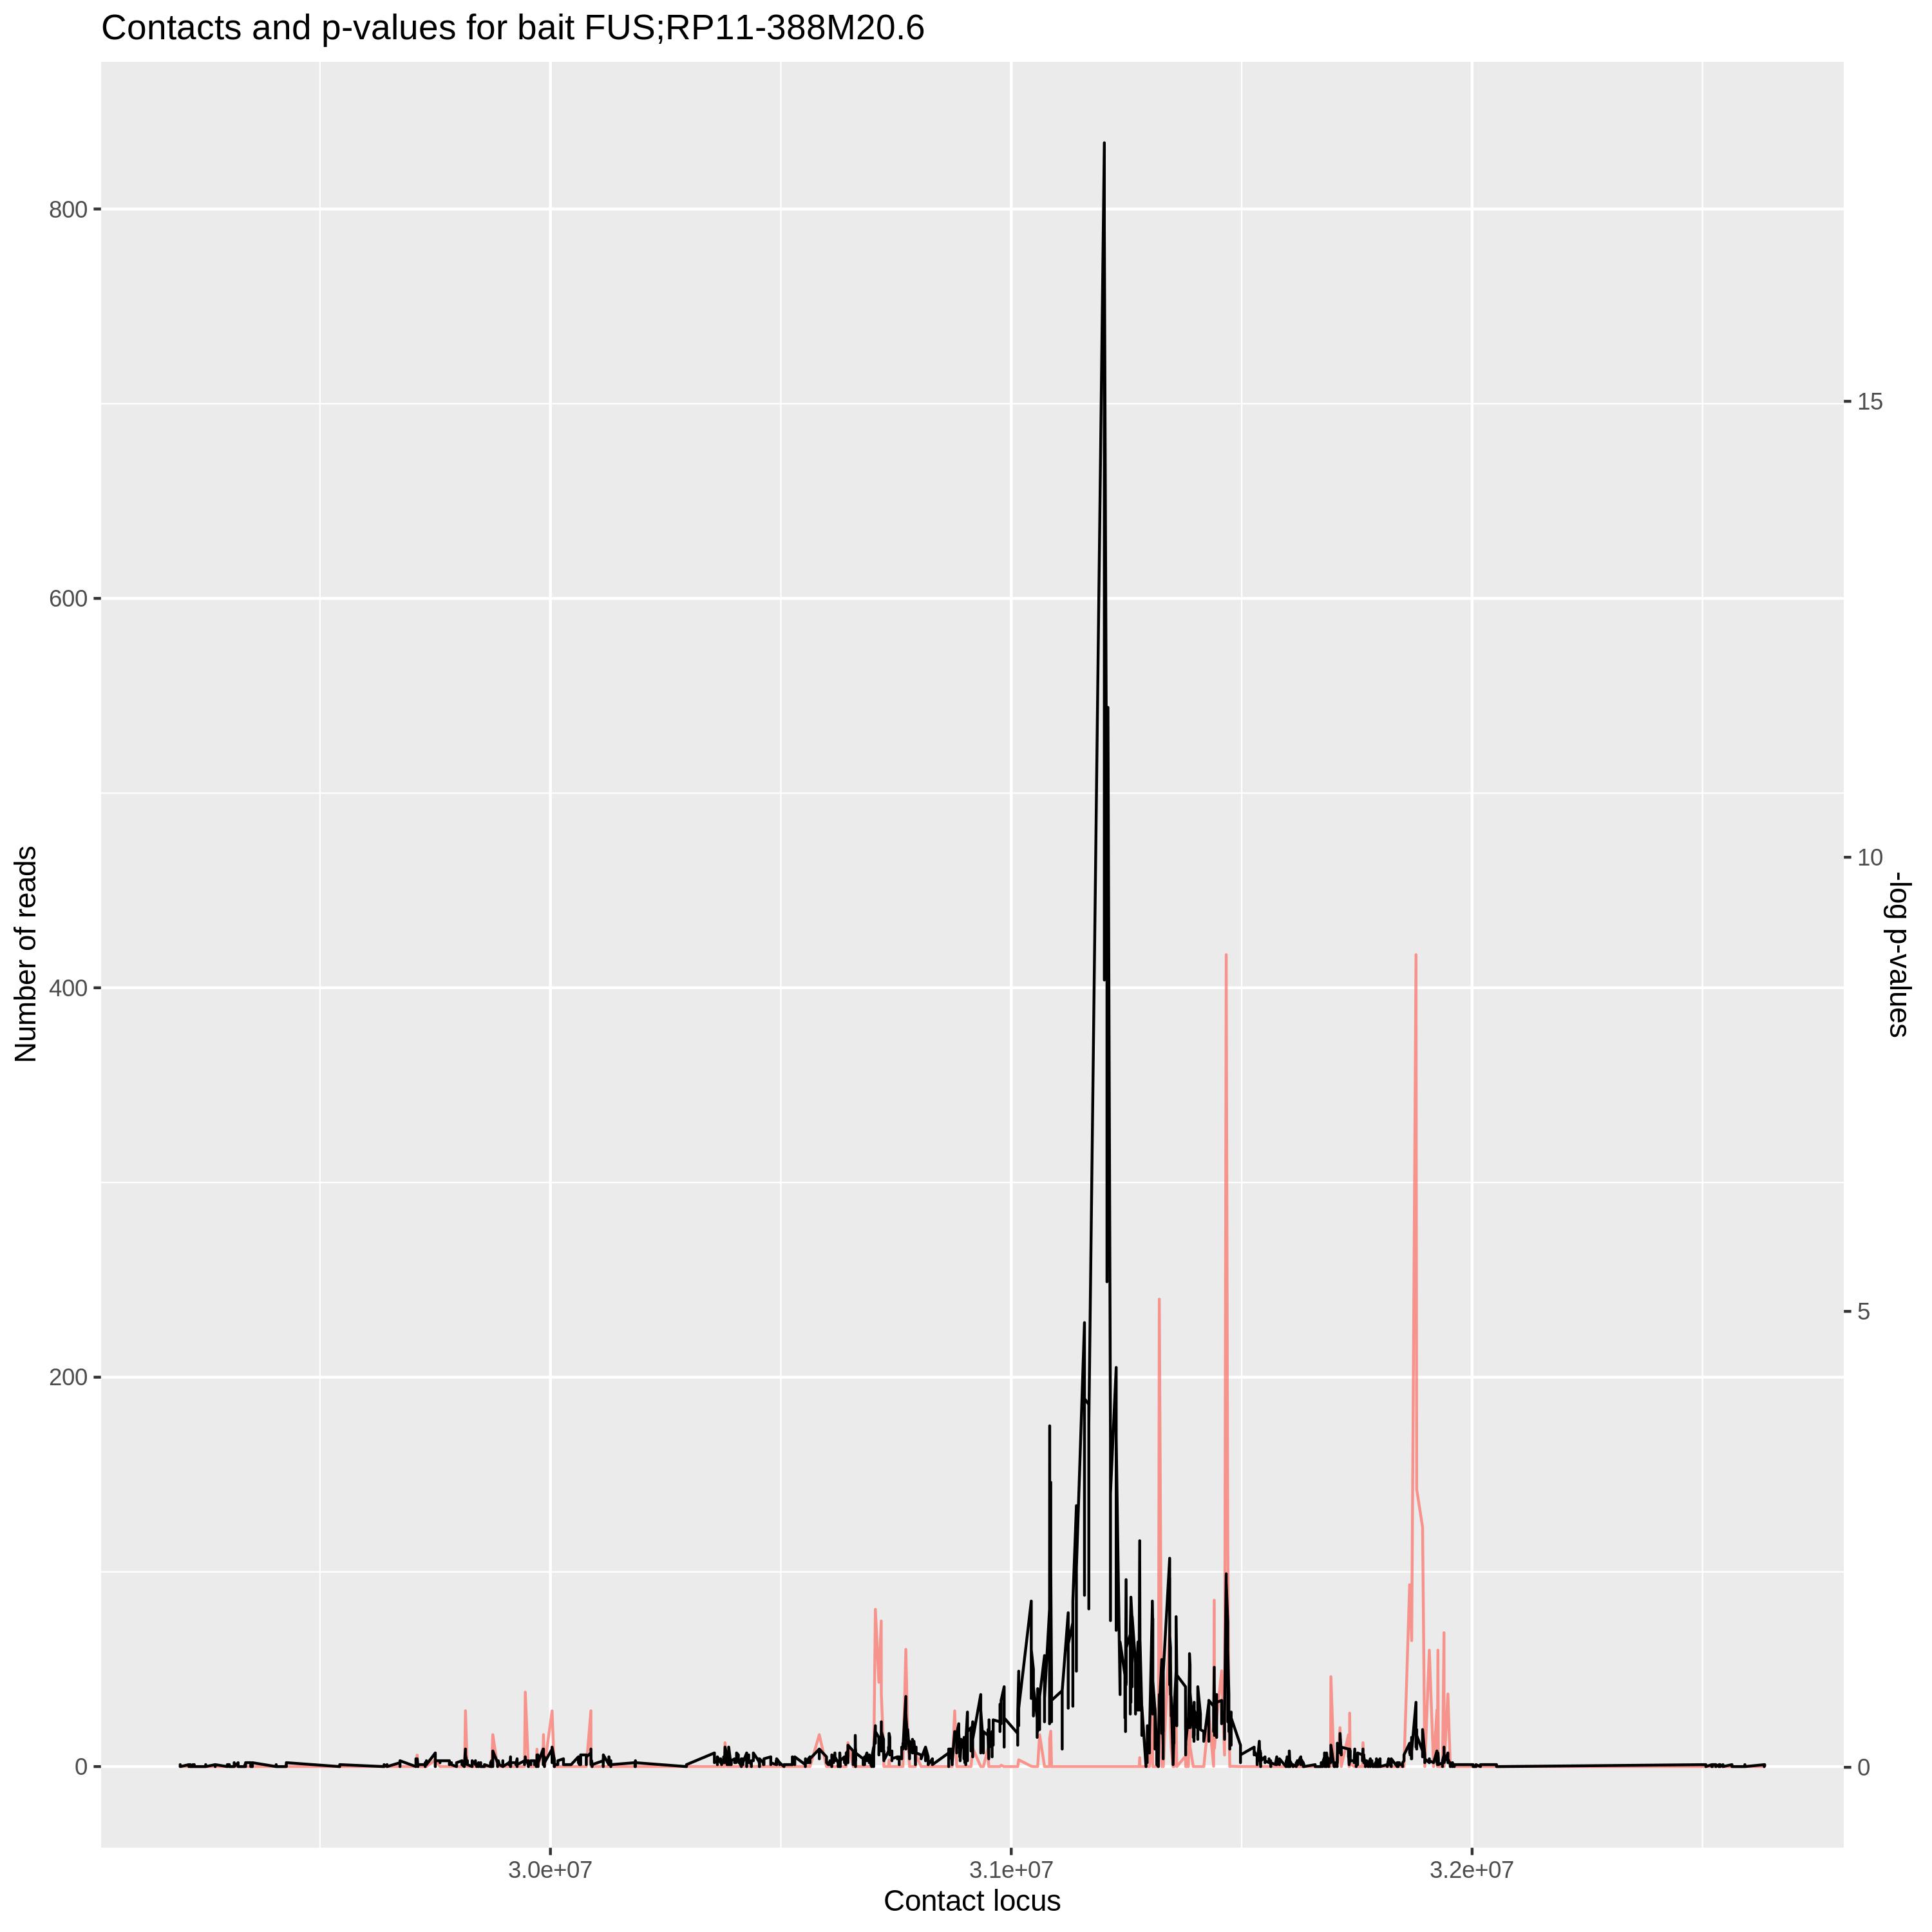 Contacts and p-values for bait FUS;RP11-388M20.6
800
600
400
200
0
Number of reads
15
10
5
0
-log p-values
3.0e+07
3.1e+07
3.2e+07
Contact locus